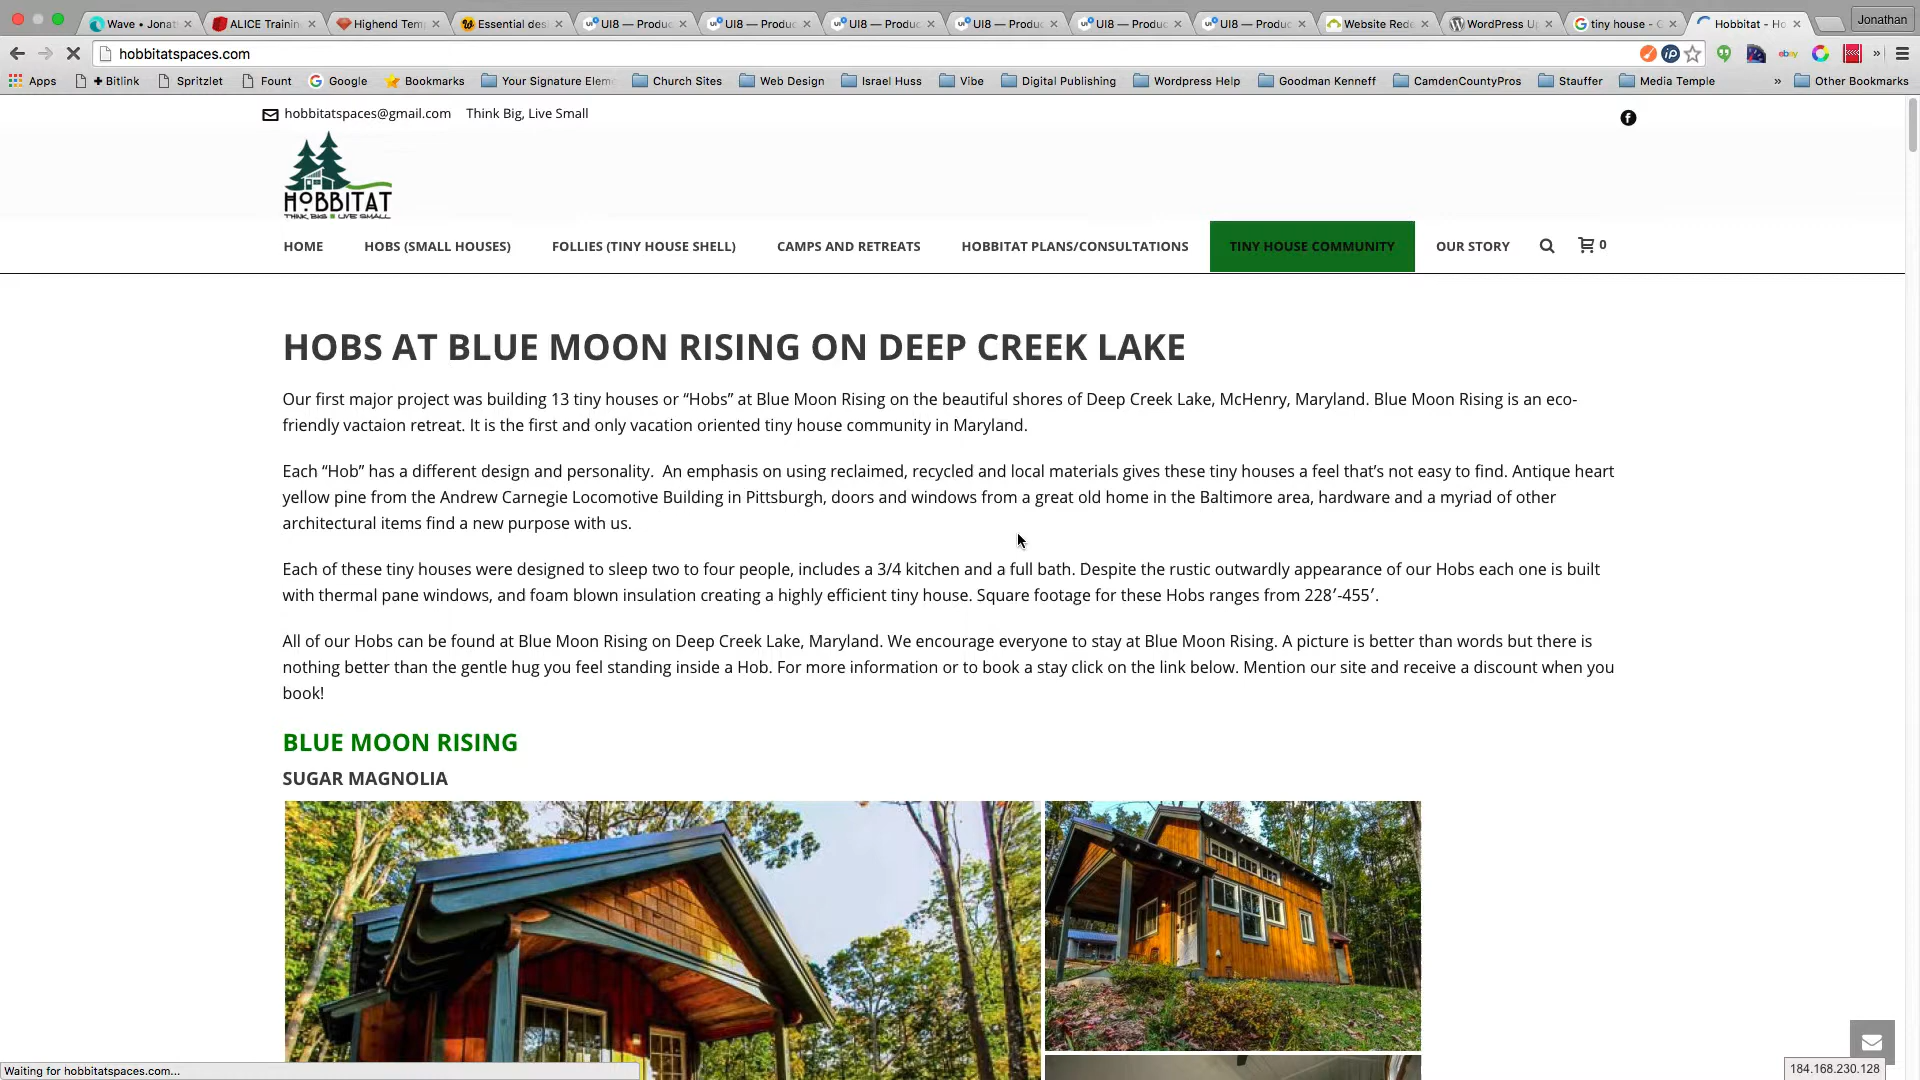 Wave • Jonat
ALICE Trainin
Highend Tem
Essential des
UI8 — Produc
UI8 — Produc
UI8 — Produc
UI8 — Produc
UI8 — Produc
UI8 — Produc
Website Rede
WordPress Up
tiny house - G
Hobbitat - Ho
Jonathan
hobbitatspaces.com
Apps
Bitlink
Spritzlet
Fount
Google
Bookmarks
Your Signature Eleme
Church Sites
Web Design
Israel Huss
Vibe
Digital Publishing
Wordpress Help
Goodman Kenneff
CamdenCountyPros
Stauffer
Media Temple
»
Other Bookmarks
hobbitatspaces@gmail.com Think Big, Live Small
HOBBITAT
THINK BIG LIVE SMALL
HOME
HOBS (SMALL HOUSES)
FOLLIES (TINY HOUSE SHELL)
CAMPS AND RETREATS
HOBBITAT PLANS/CONSULTATIONS
TINY HOUSE COMMUNITY
OUR STORY
0
HOBS AT BLUE MOON RISING ON DEEP CREEK LAKE
Our first major project was building 13 tiny houses or “Hobs” at Blue Moon Rising on the beautiful shores of Deep Creek Lake, McHenry, Maryland. Blue Moon Rising is an eco-
friendly vactaion retreat. It is the first and only vacation oriented tiny house community in Maryland.
Each “Hob” has a different design and personality.  An emphasis on using reclaimed, recycled and local materials gives these tiny houses a feel that’s not easy to find. Antique heart
yellow pine from the Andrew Carnegie Locomotive Building in Pittsburgh, doors and windows from a great old home in the Baltimore area, hardware and a myriad of other
architectural items find a new purpose with us.
Each of these tiny houses were designed to sleep two to four people, includes a 3/4 kitchen and a full bath. Despite the rustic outwardly appearance of our Hobs each one is built
with thermal pane windows, and foam blown insulation creating a highly efficient tiny house. Square footage for these Hobs ranges from 228′-455′.
All of our Hobs can be found at Blue Moon Rising on Deep Creek Lake, Maryland. We encourage everyone to stay at Blue Moon Rising. A picture is better than words but there is
nothing better than the gentle hug you feel standing inside a Hob. For more information or to book a stay click on the link below. Mention our site and receive a discount when you
book!
BLUE MOON RISING
SUGAR MAGNOLIA
Waiting for hobbitatspaces.com...
184.168.230.128